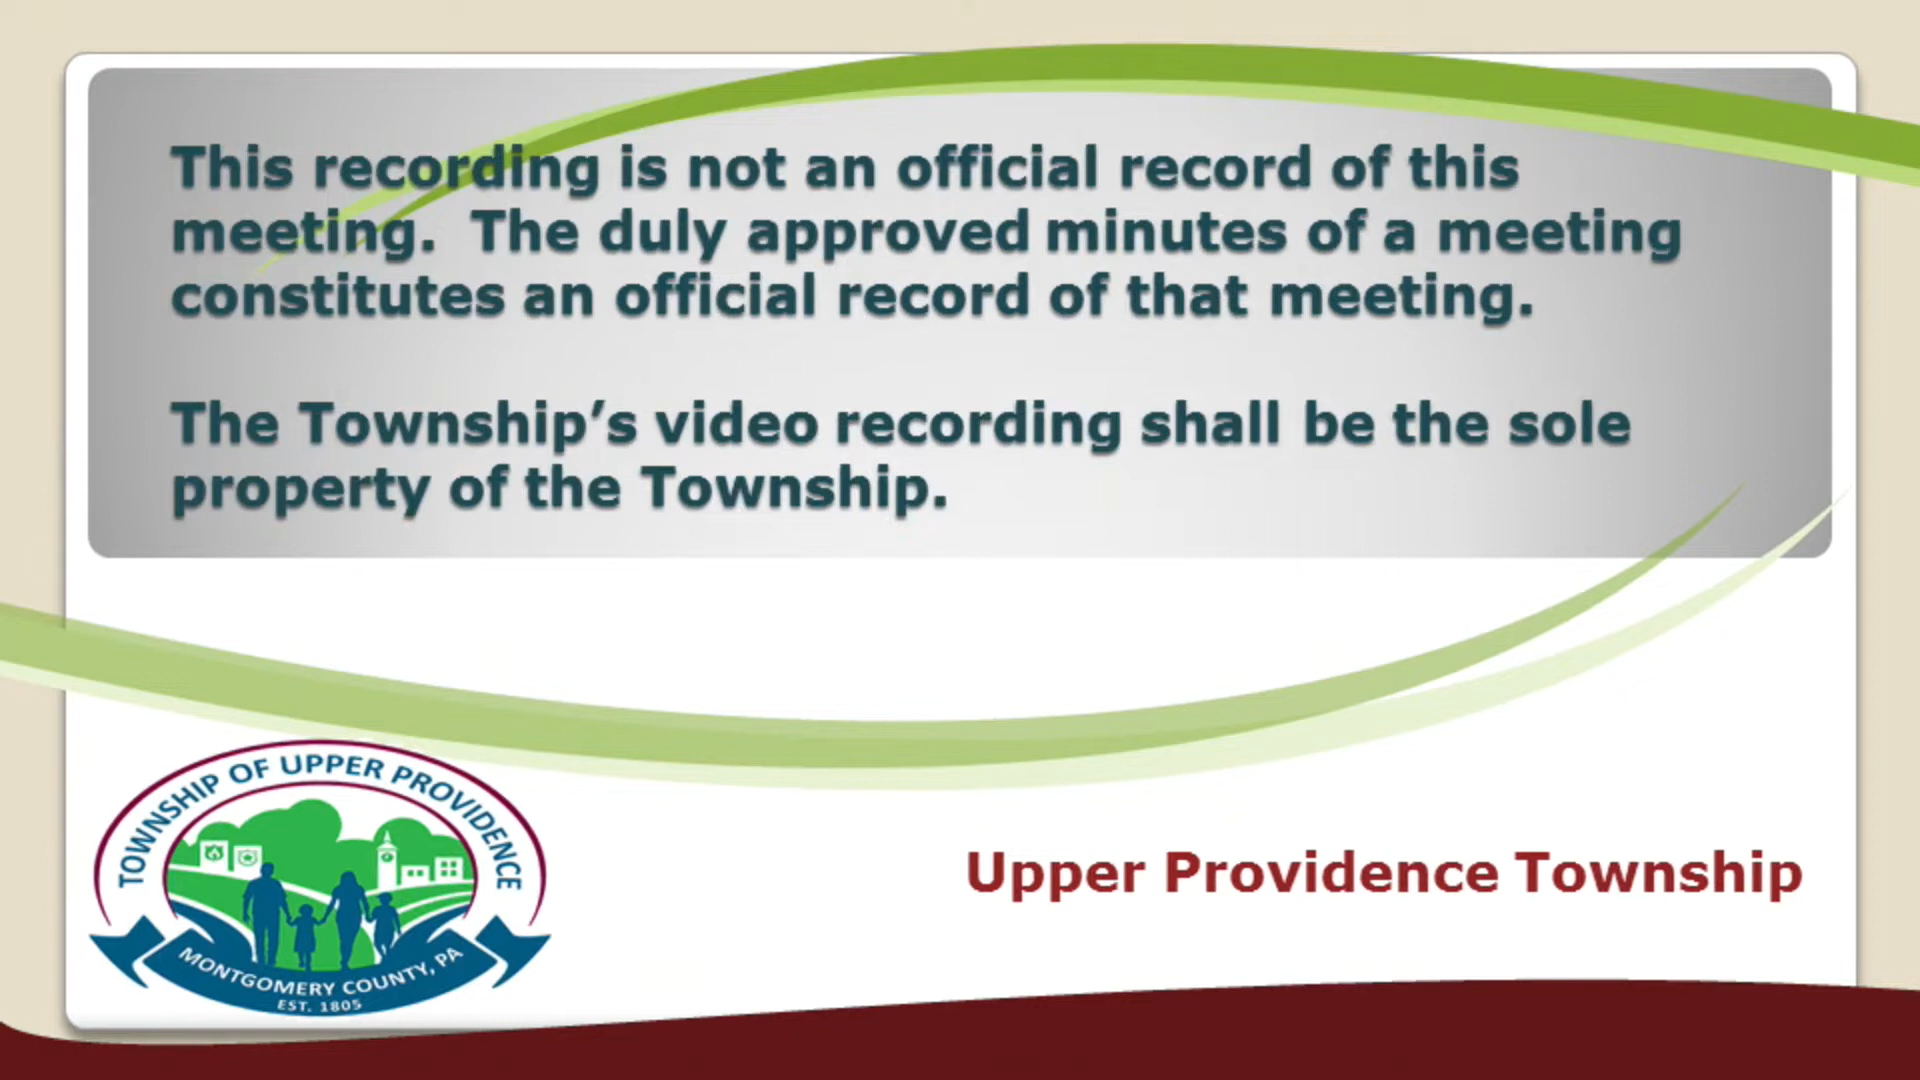 This recording is not an official record of this
meeting.  The duly approved minutes of a meeting
constitutes an official record of that meeting.
The Township’s video recording shall be the sole
property of the Township.
TOWNSHIP OF UPPER PROVIDENCE
MONTGOMERY COUNTY, PA
EST. 1805
Upper Providence Township